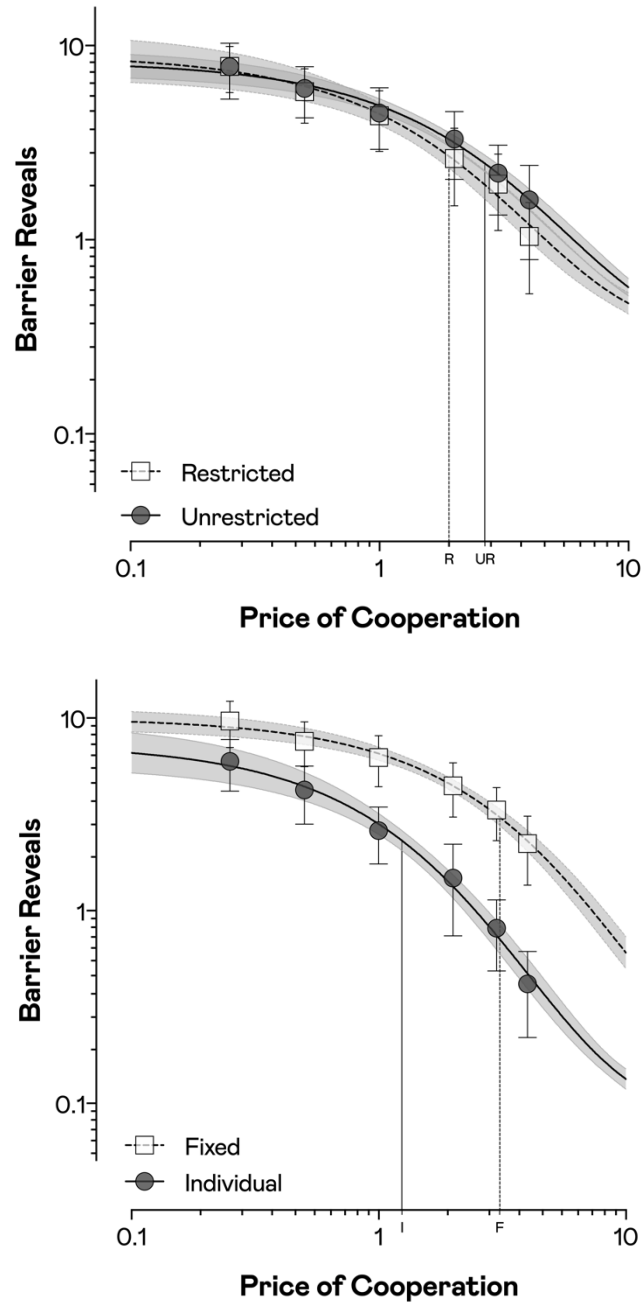 10
1
0.1
Barrier Reveals
Restricted
Unrestricted
0.1 1 R UR 10
Price of Cooperation
10
1
0.1
Barrier Reveals
Fixed
Individual
0.1 1 I F 10
Price of Cooperation